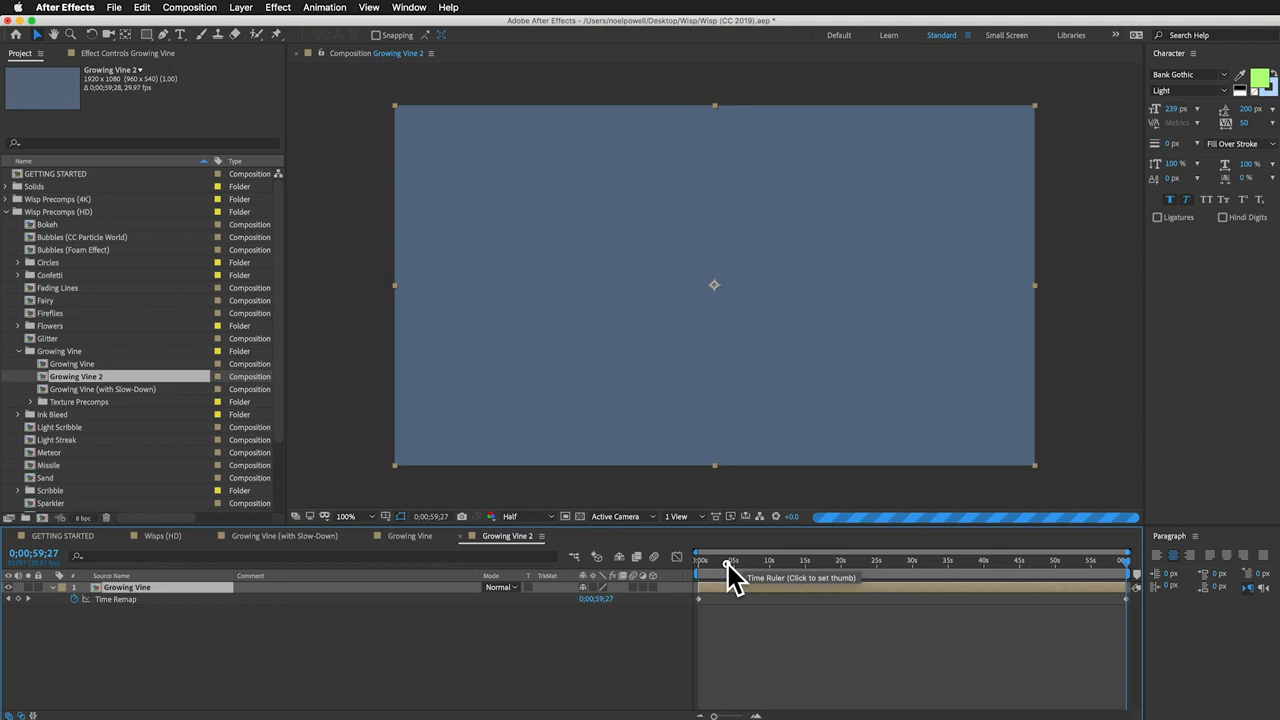 After Effects File Edit Composition Layer Effect Animation View Window Help
Adobe After Effects - /Users/noelpowell/Desktop/Wisp/Wisp (CC 2019).aep *
Snapping Default Learn Standard Small Screen Libraries Search Help
Project Effect Controls Growing Vine Composition Growing Vine 2 Character
Growing Vine 2
1920 x 1080 (960 x 540) (1.00)
Δ 0;00;59;28, 29.97 fps
Bank Gothic
Light
239 px 200 px
Metrics 50
0 px Fill Over Stroke
100 % 100 %
0 px 0 %
T T TT Tт T¹ T,
Ligatures Hindi Digits
Name Type
GETTING STARTED Composition
Solids Folder
Wisp Precomps (4K) Folder
Wisp Precomps (HD) Folder
Bokeh Composition
Bubbles (CC Particle World) Composition
Bubbles (Foam Effect) Composition
Circles Folder
Confetti Folder
Fading Lines Composition
Fairy Composition
Fireflies Composition
Flowers Folder
Glitter Composition
Growing Vine Folder
Growing Vine Composition
Growing Vine 2 Composition
Growing Vine (with Slow-Down) Composition
Texture Precomps Folder
Ink Bleed Folder
Light Scribble Composition
Light Streak Composition
Meteor Composition
Missile Composition
Sand Composition
Scribble Folder
Sparkler Composition
8 bpc 100% 0;00;59;27 Half Active Camera 1 View +0.0
GETTING STARTED Wisps (HD) Growing Vine (with Slow-Down) Growing Vine Growing Vine 2 Paragraph
0;00;59;27
01797 (29.97 fps)
:00s 05s 10s 15s 20s 25s 30s 35s 40s 45s 50s 55s
# Source Name Comment Mode T TrkMat
Time Ruler (Click to set thumb)
1 Growing Vine Normal
Time Remap 0;00;59;27
0 px 0 px 0 px
0 px 0 px